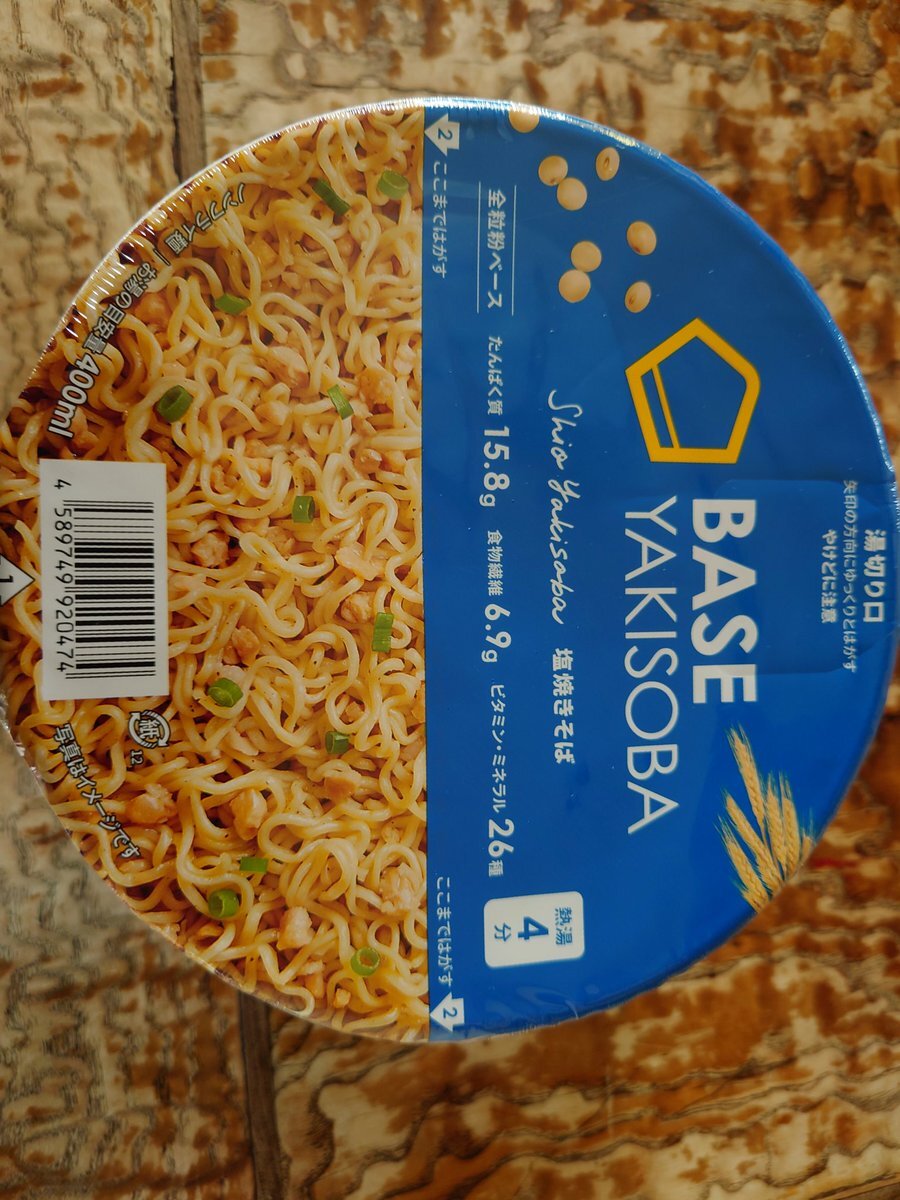 湯切り口
矢印の方向にゆっくりとはがす
やけどに注意
BASE
YAKISOBA
Shio Yakisoba 塩焼きそば
全粒粉ベース
たんぱく質 15.8g 食物繊維 6.9g ビタミン・ミネラル 26種
熱湯
4
分
2 ここまではがす
ここまではがす 2
ノンフライ麺 | お湯の目安量 400ml
4 589749 920474
紙 12
写真はイメージです
1